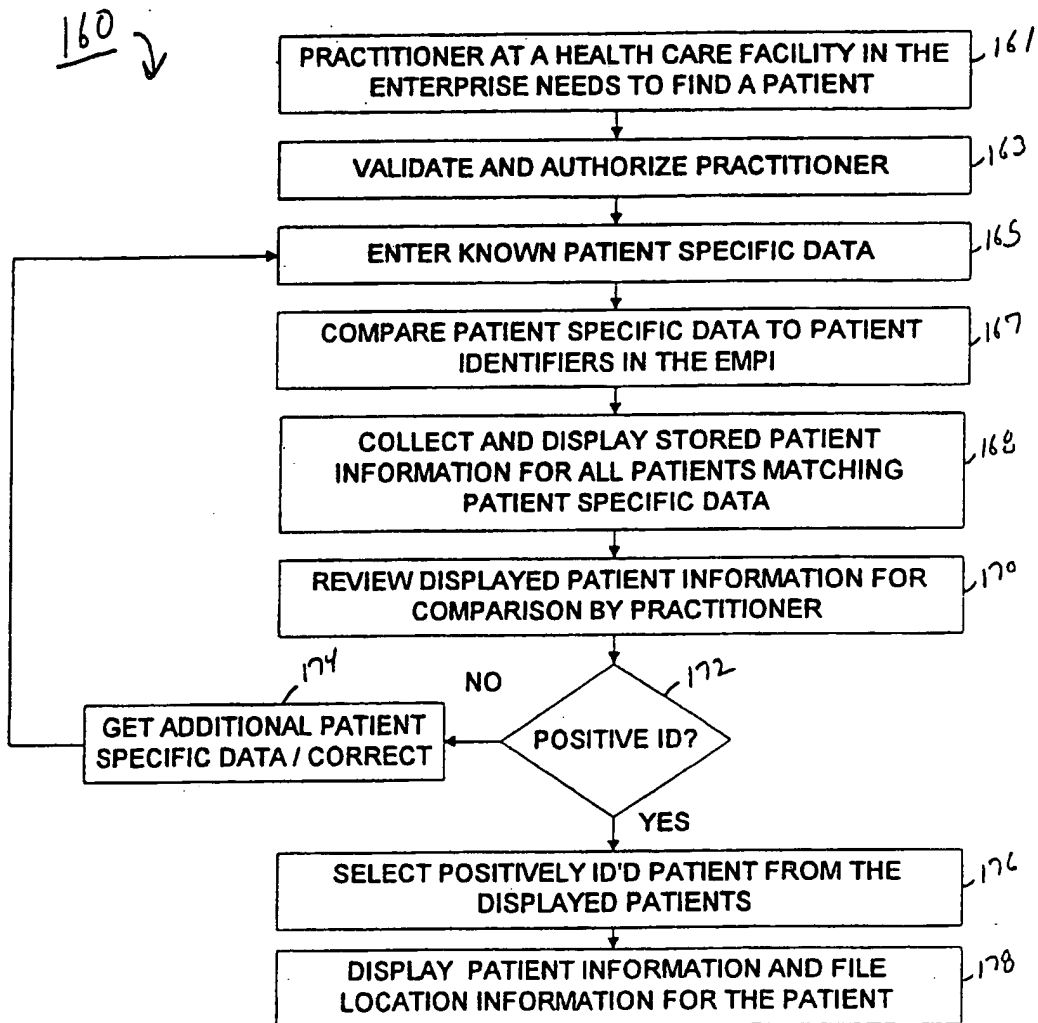 160
PRACTITIONER AT A HEALTH CARE FACILITY IN THE
ENTERPRISE NEEDS TO FIND A PATIENT
161
VALIDATE AND AUTHORIZE PRACTITIONER
163
ENTER KNOWN PATIENT SPECIFIC DATA
165
COMPARE PATIENT SPECIFIC DATA TO PATIENT
IDENTIFIERS IN THE EMPI
167
COLLECT AND DISPLAY STORED PATIENT
INFORMATION FOR ALL PATIENTS MATCHING
PATIENT SPECIFIC DATA
168
REVIEW DISPLAYED PATIENT INFORMATION FOR
COMPARISON BY PRACTITIONER
170
174
NO
172
GET ADDITIONAL PATIENT
SPECIFIC DATA / CORRECT
POSITIVE ID?
YES
SELECT POSITIVELY ID'D PATIENT FROM THE
DISPLAYED PATIENTS
176
DISPLAY PATIENT INFORMATION AND FILE
LOCATION INFORMATION FOR THE PATIENT
178